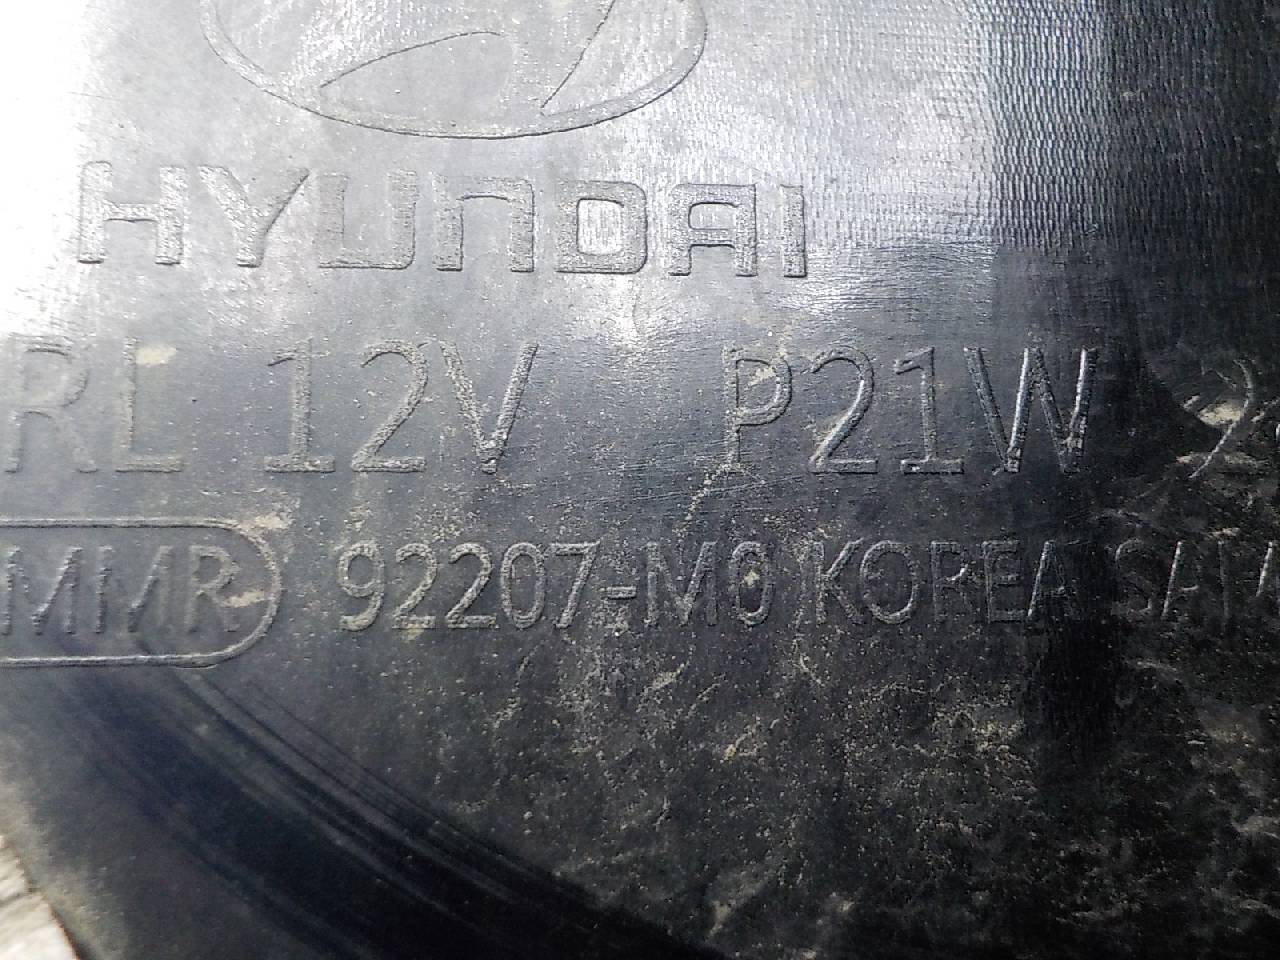 HYUNDAI
RL 12V P21W
MMR 92207-M0 KOREA